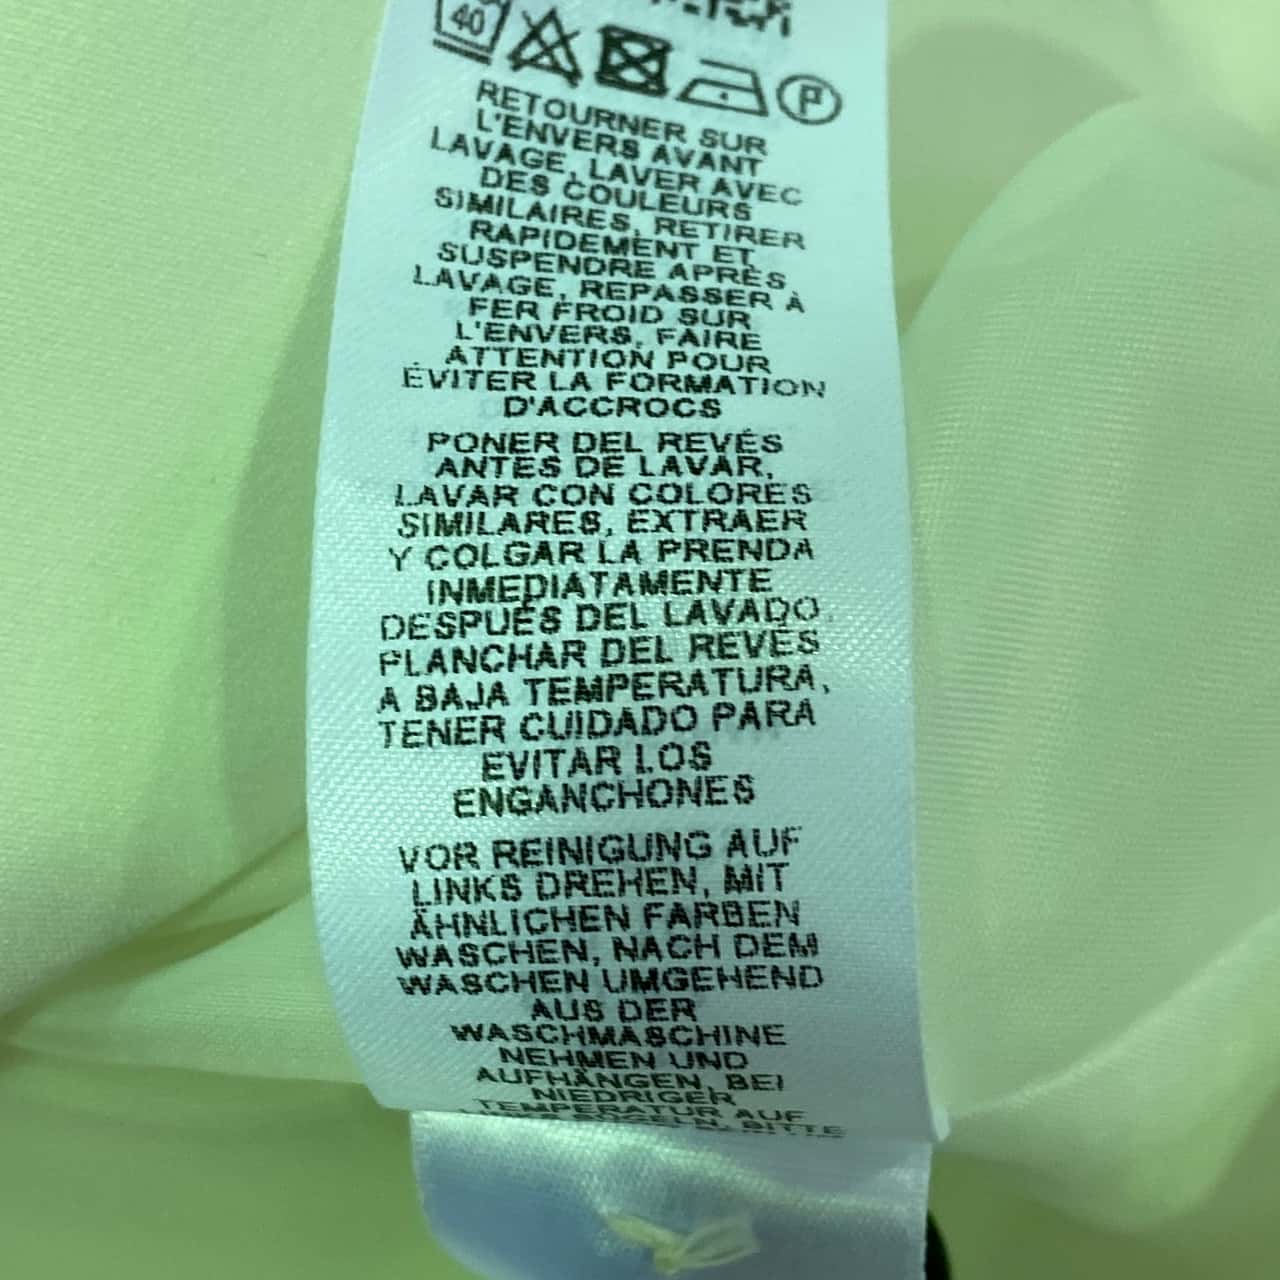 40
P
RETOURNER SUR
L'ENVERS AVANT
LAVAGE, LAVER AVEC
DES COULEURS
SIMILAIRES, RETIRER
RAPIDEMENT ET
SUSPENDRE APRÈS
LAVAGE, REPASSER À
FER FROID SUR
L'ENVERS, FAIRE
ATTENTION POUR
ÉVITER LA FORMATION
D'ACCROCS
PONER DEL REVÉS
ANTES DE LAVAR,
LAVAR CON COLORES
SIMILARES, EXTRAER
Y COLGAR LA PRENDA
INMEDIATAMENTE
DESPUÉS DEL LAVADO,
PLANCHAR DEL REVÉS
A BAJA TEMPERATURA,
TENER CUIDADO PARA
EVITAR LOS
ENGANCHONES
VOR REINIGUNG AUF
LINKS DREHEN, MIT
ÄHNLICHEN FARBEN
WASCHEN, NACH DEM
WASCHEN UMGEHEND
AUS DER
WASCHMASCHINE
NEHMEN UND
AUFHÄNGEN, BEI
NIEDRIGER
TEMPERATUR AUF
BITTE